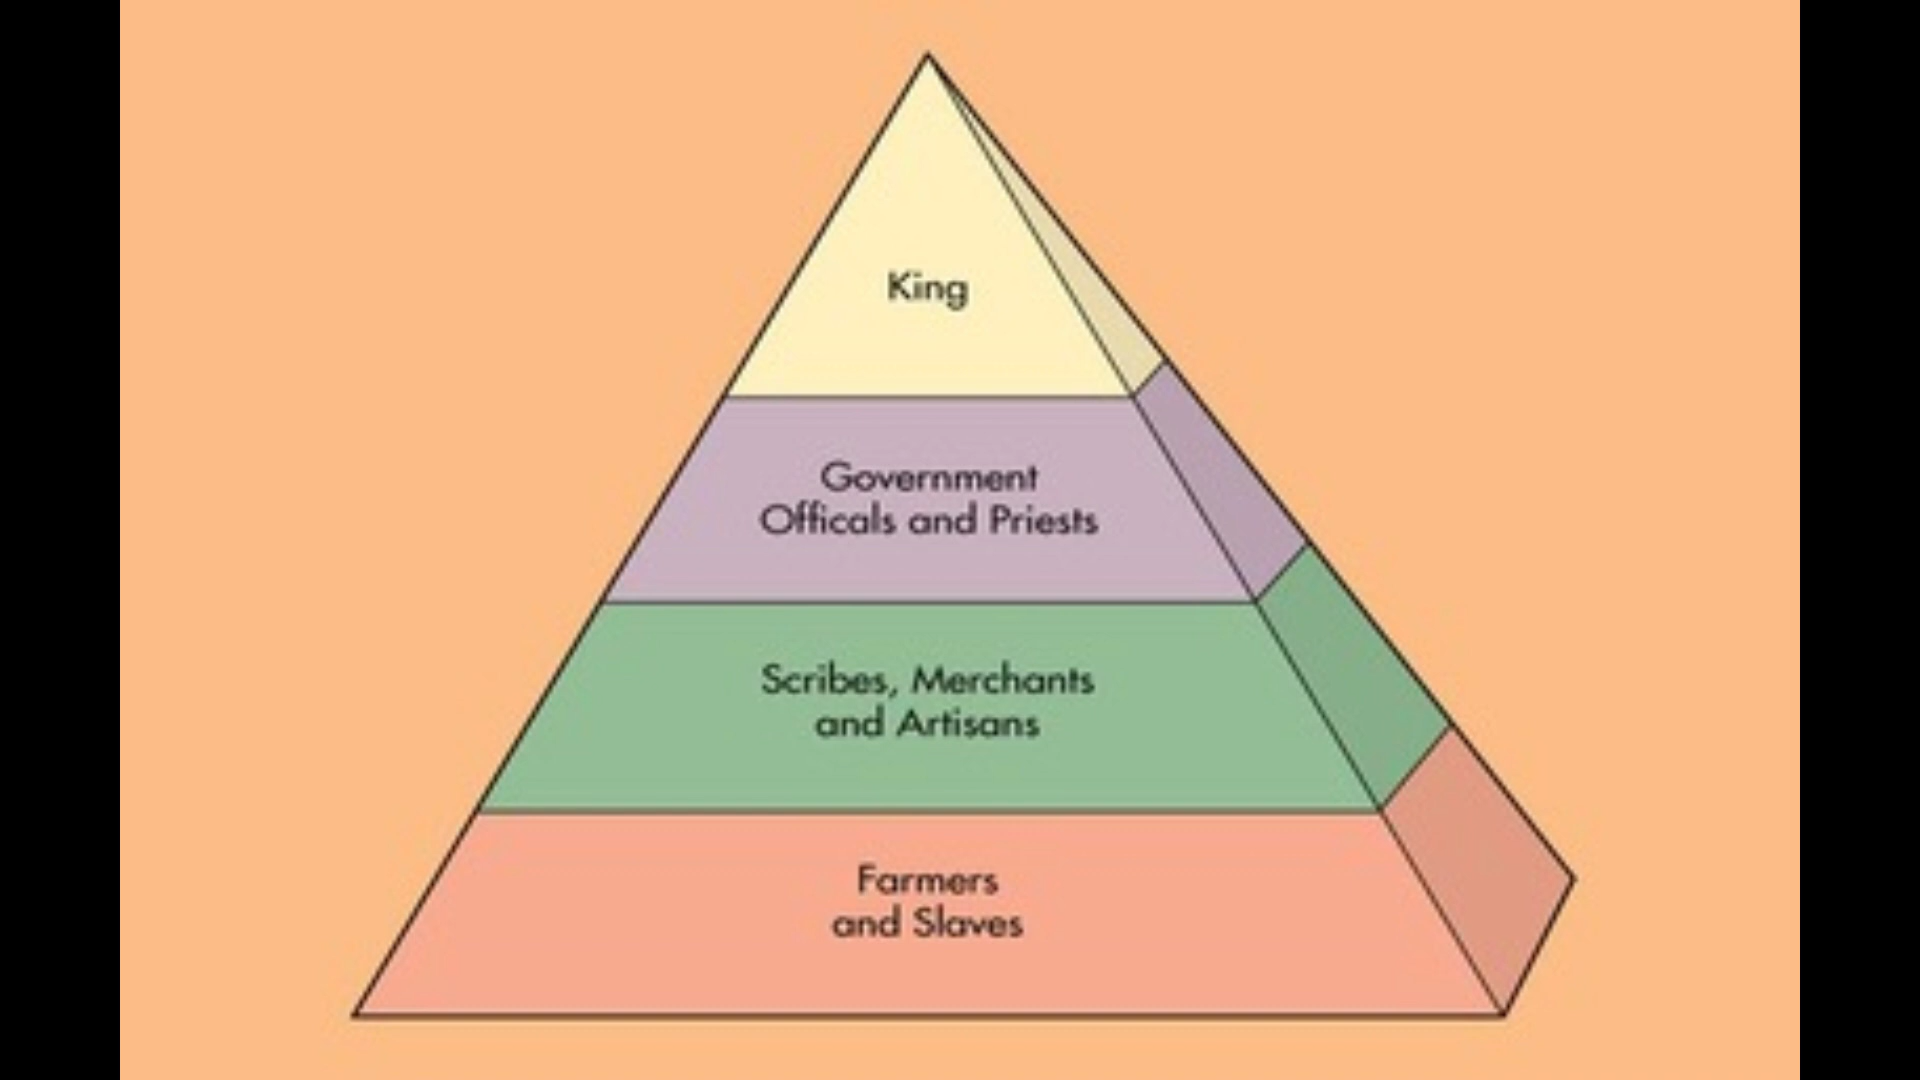 King
Government
Officals and Priests
Scribes, Merchants
and Artisans
Farmers
and Slaves